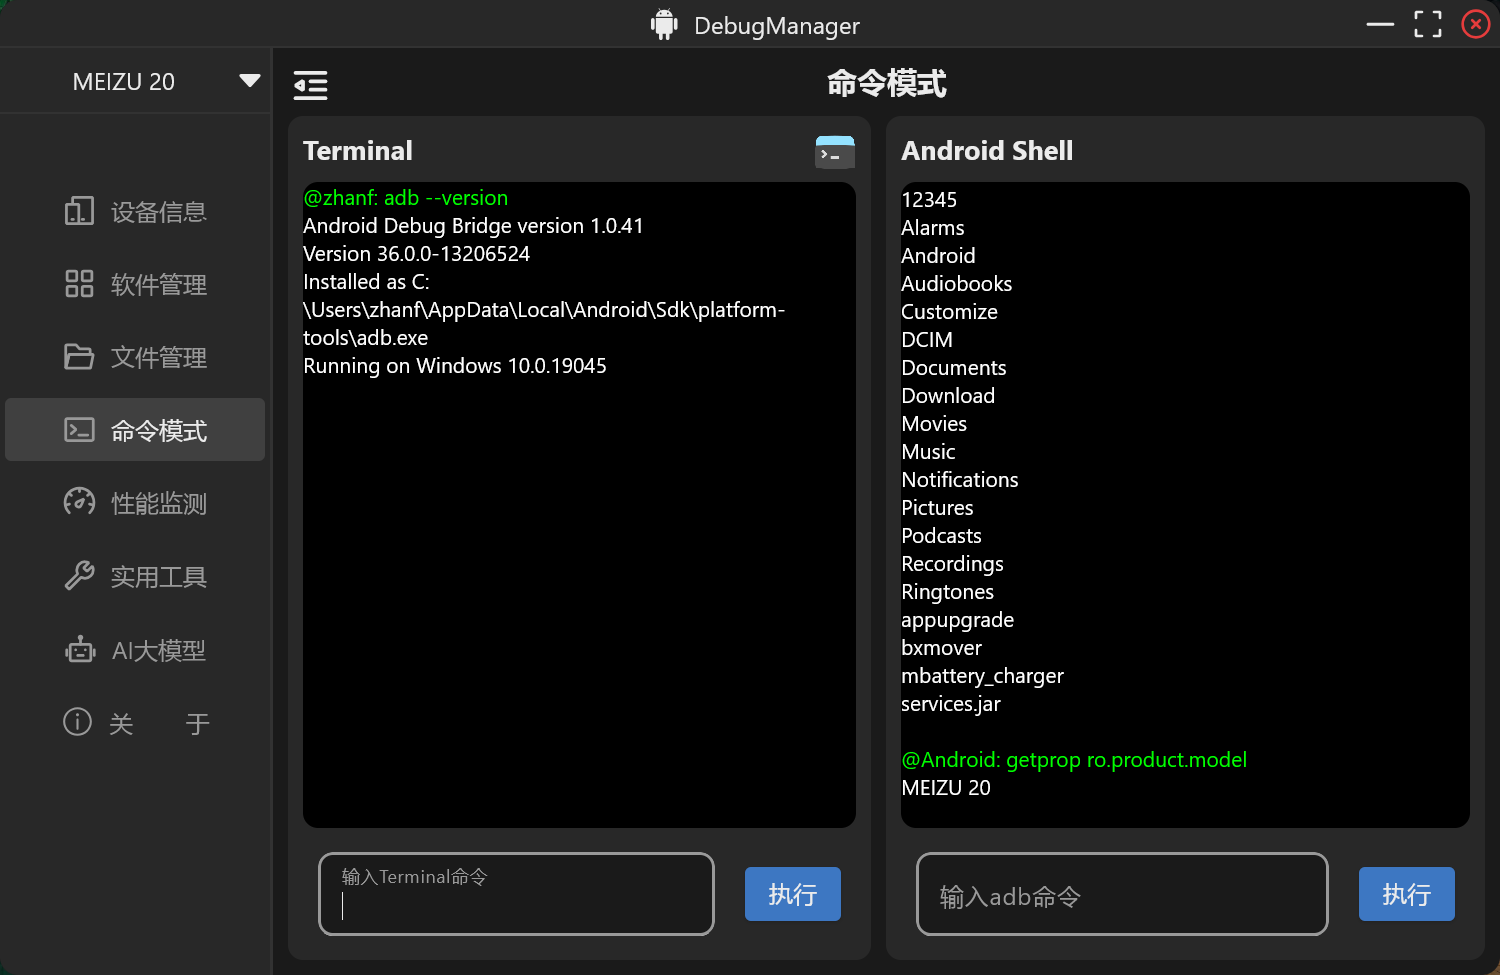 DebugManager
MEIZU 20
设备信息
软件管理
文件管理
命令模式
性能监测
实用工具
AI大模型
关 于
命令模式
Terminal
@zhanf: adb --version
Android Debug Bridge version 1.0.41
Version 36.0.0-13206524
Installed as C:
\Users\zhanf\AppData\Local\Android\Sdk\platform-
tools\adb.exe
Running on Windows 10.0.19045
输入Terminal命令
执行
Android Shell
12345
Alarms
Android
Audiobooks
Customize
DCIM
Documents
Download
Movies
Music
Notifications
Pictures
Podcasts
Recordings
Ringtones
appupgrade
bxmover
mbattery_charger
services.jar
@Android: getprop ro.product.model
MEIZU 20
输入adb命令
执行